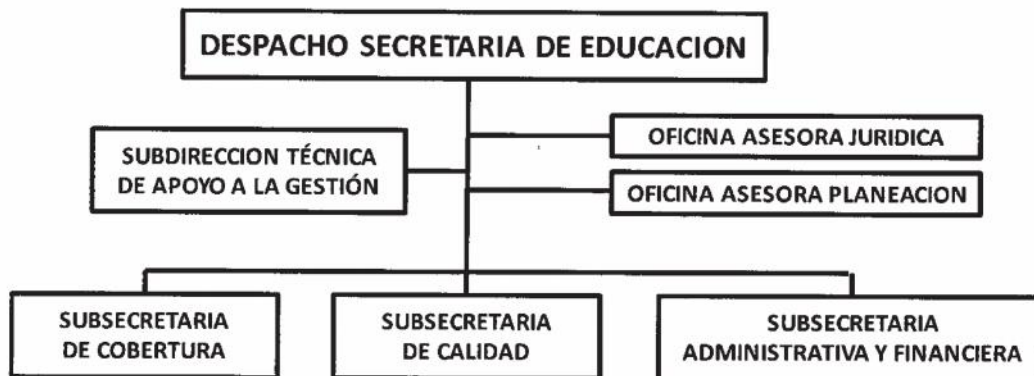 DESPACHO SECRETARIA DE EDUCACION
OFICINA ASESORA JURIDICA
SUBDIRECCION TÉCNICA
DE APOYO A LA GESTIÓN
OFICINA ASESORA PLANEACION
SUBSECRETARIA
DE COBERTURA
SUBSECRETARIA
DE CALIDAD
SUBSECRETARIA
ADMINISTRATIVA Y FINANCIERA